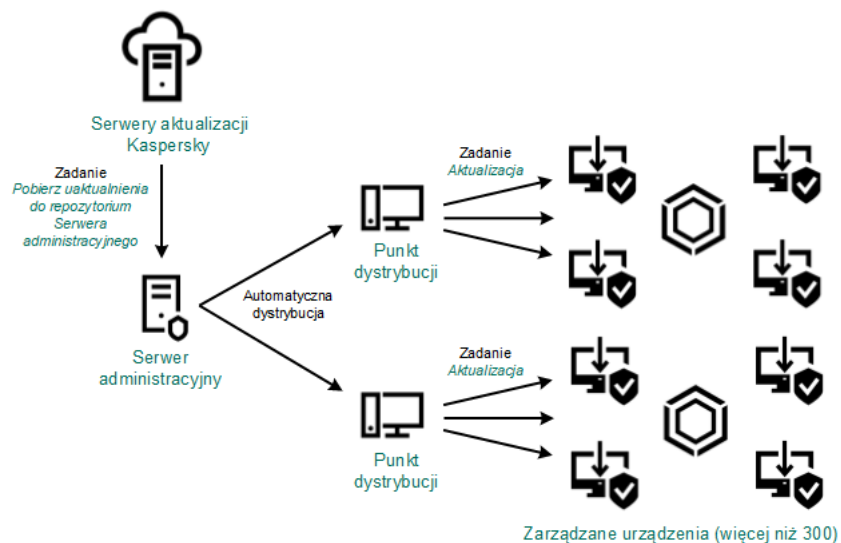 Serwery aktualizacji
Kaspersky
Zadanie
Pobierz uaktualnienia
do repozytorium
Serwera
administracyjnego
Serwer
administracyjny
Automatyczna
dystrybucja
Punkt
dystrybucji
Zadanie
Aktualizacja
Punkt
dystrybucji
Zadanie
Aktualizacja
Zarządzane urządzenia (więcej niż 300)